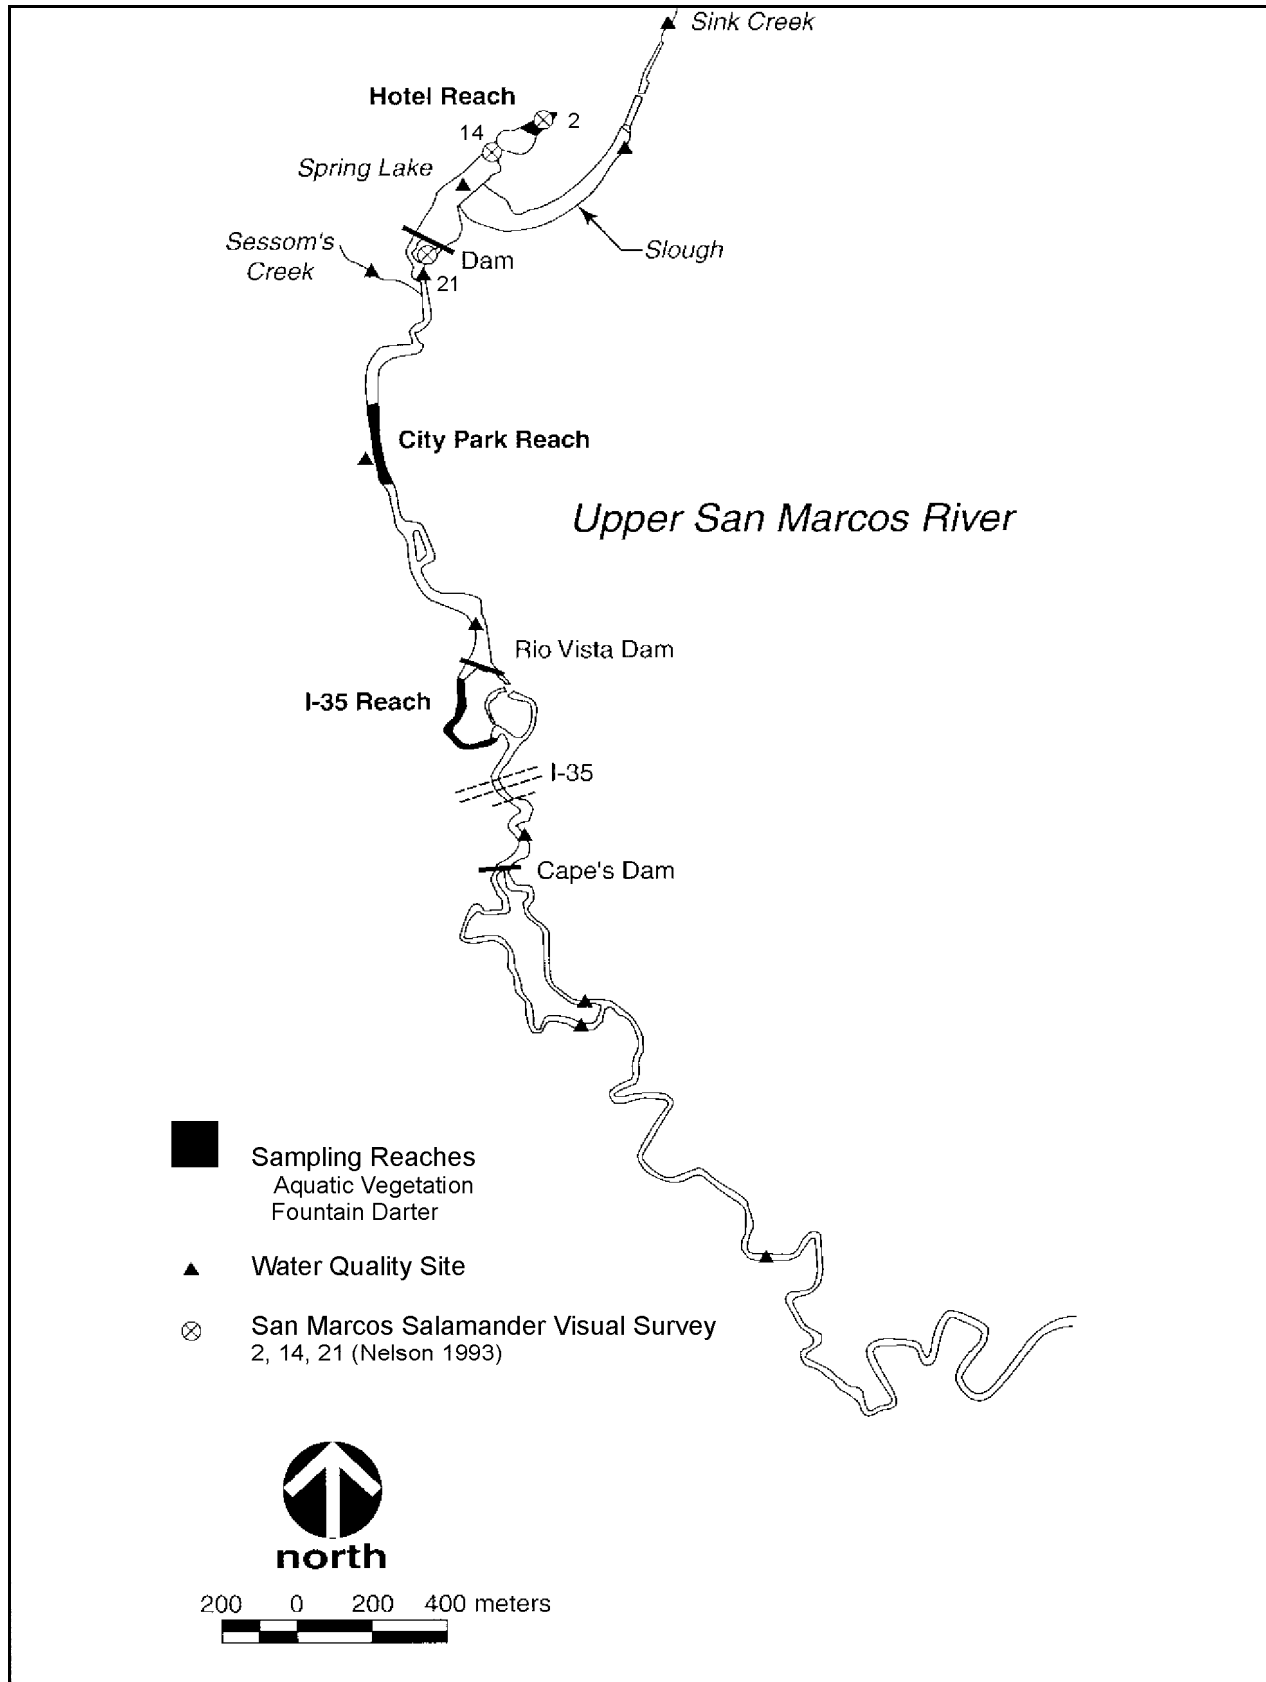 Sink Creek
Hotel Reach
2
14
Spring Lake
Sessom's
Creek
Slough
Dam
21
City Park Reach
Upper San Marcos River
Rio Vista Dam
I-35 Reach
I-35
Cape's Dam
Sampling Reaches
Aquatic Vegetation
Fountain Darter
Water Quality Site
San Marcos Salamander Visual Survey
2, 14, 21 (Nelson 1993)
north
200 0 200 400 meters